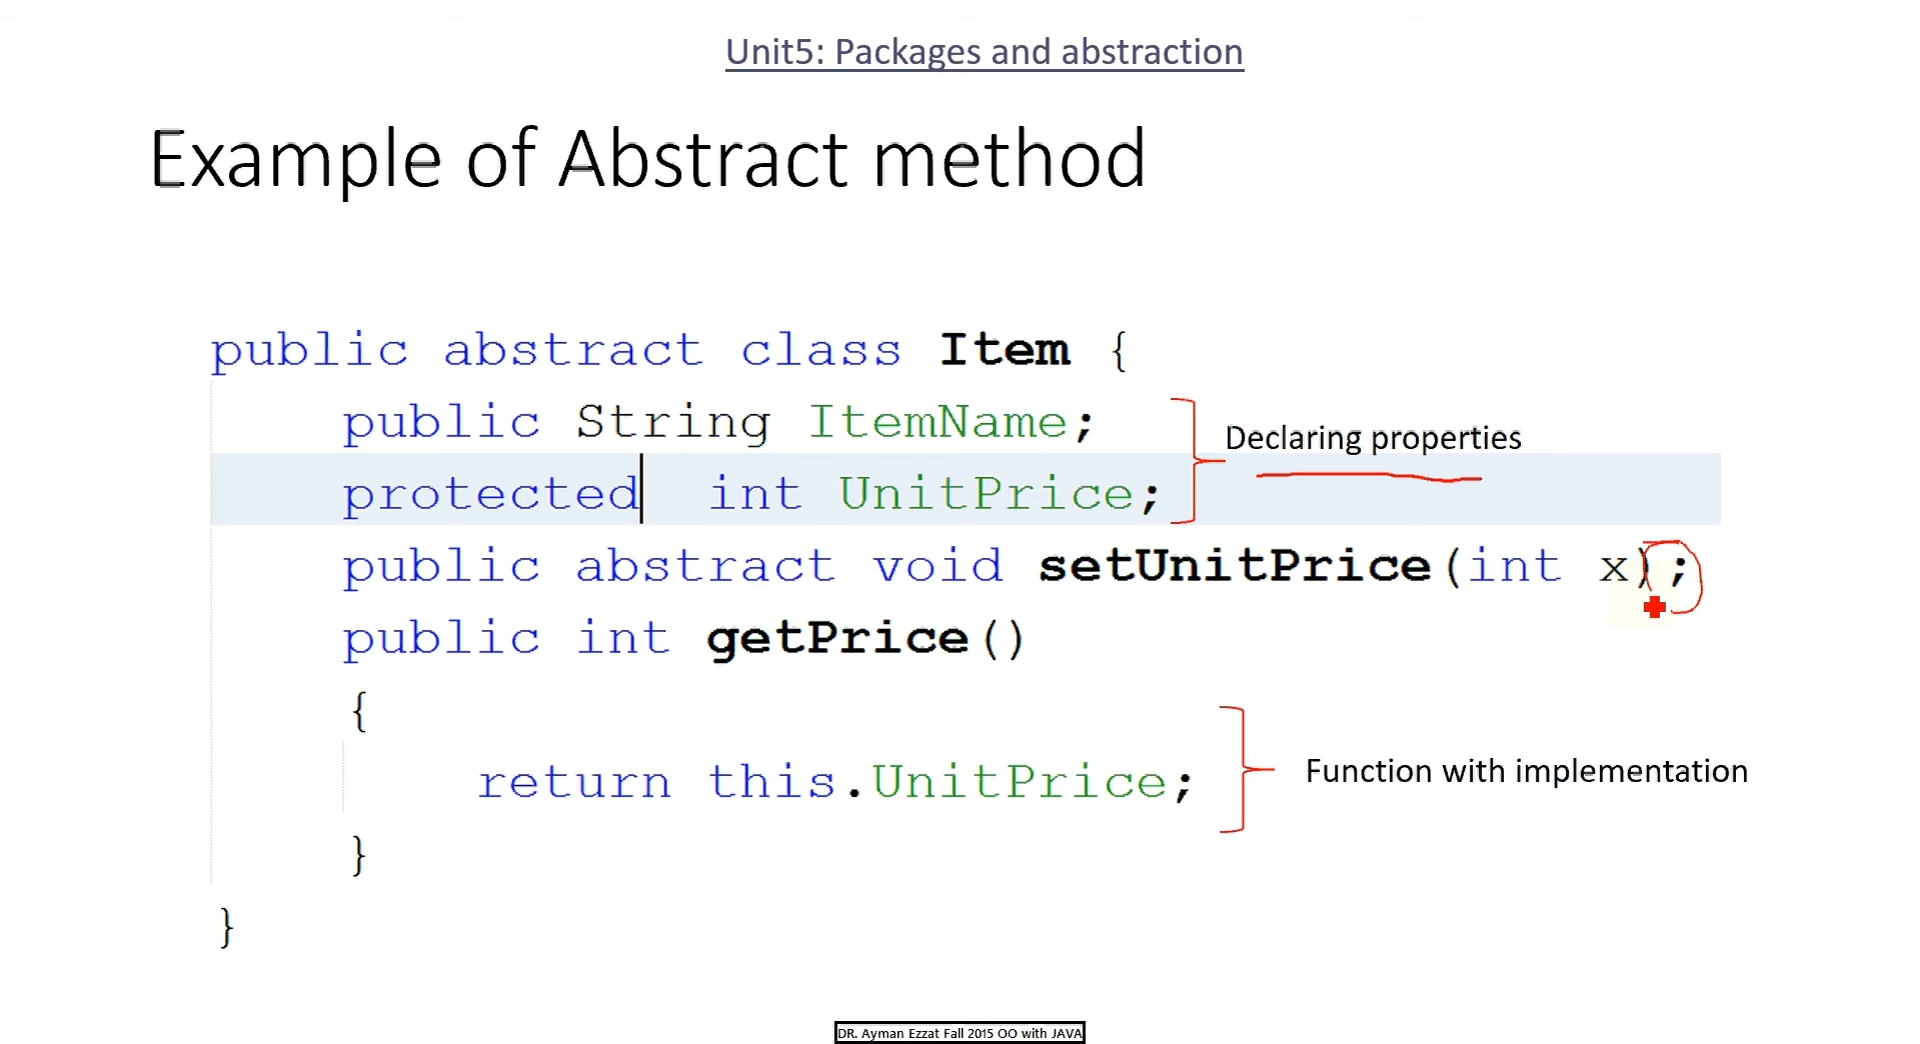 Unit5: Packages and abstraction
Example of Abstract method
public abstract class Item {
public String ItemName;
Declaring properties
protected int UnitPrice;
public abstract void setUnitPrice(int x);
public int getPrice()
{
return this.UnitPrice;
Function with implementation
}
}
DR. Ayman Ezzat Fall 2015 OO with JAVA